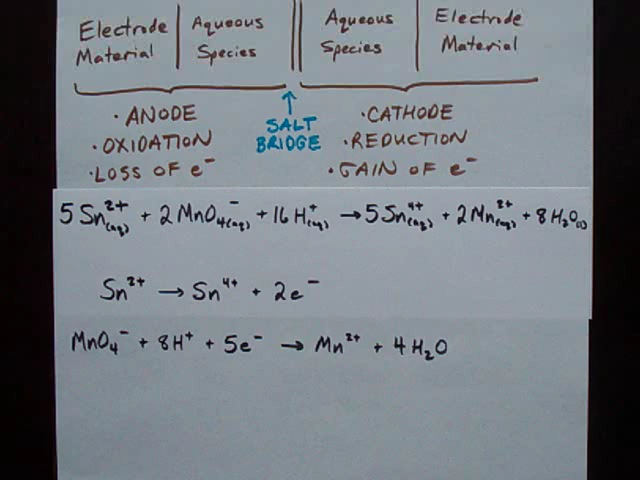 Electrode Material | Aqueous Species || Aqueous Species | Electrode Material
• ANODE
• OXIDATION
• LOSS OF e⁻
↑
SALT
BRIDGE
• CATHODE
• REDUCTION
• GAIN OF e⁻
5 Sn²⁺(aq) + 2 MnO₄⁻(aq) + 16 H⁺(aq) → 5 Sn⁴⁺(aq) + 2 Mn²⁺(aq) + 8 H₂O(l)
Sn²⁺ → Sn⁴⁺ + 2e⁻
MnO₄⁻ + 8H⁺ + 5e⁻ → Mn²⁺ + 4 H₂O